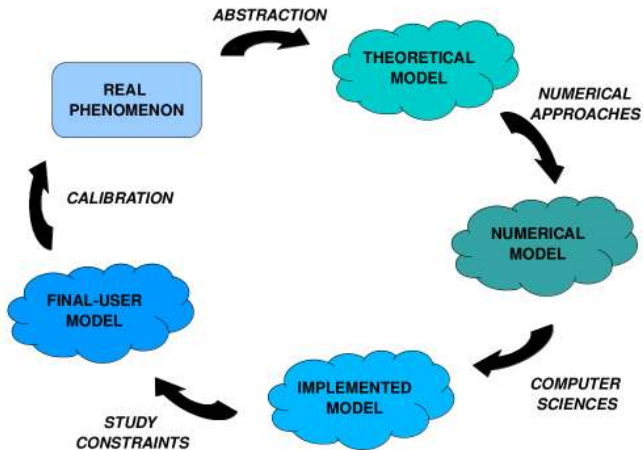 ABSTRACTION
THEORETICAL
MODEL
REAL
PHENOMENON
NUMERICAL
APPROACHES
CALIBRATION
NUMERICAL
MODEL
FINAL-USER
MODEL
IMPLEMENTED
MODEL
COMPUTER
SCIENCES
STUDY
CONSTRAINTS